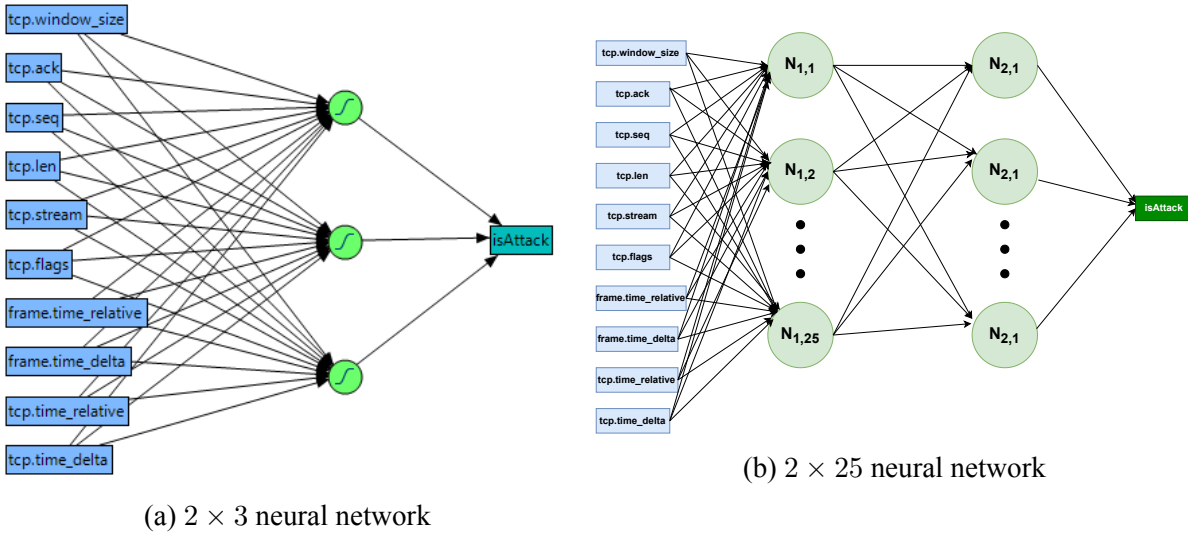 tcp.window_size
tcp.ack
tcp.seq
tcp.len
tcp.stream
tcp.flags
frame.time_relative
frame.time_delta
tcp.time_relative
tcp.time_delta
isAttack
(a) 2 × 3 neural network
tcp.window_size
tcp.ack
tcp.seq
tcp.len
tcp.stream
tcp.flags
frame.time_relative
frame.time_delta
tcp.time_relative
tcp.time_delta
N1,1
N1,2
N1,25
N2,1
N2,1
N2,1
isAttack
(b) 2 × 25 neural network